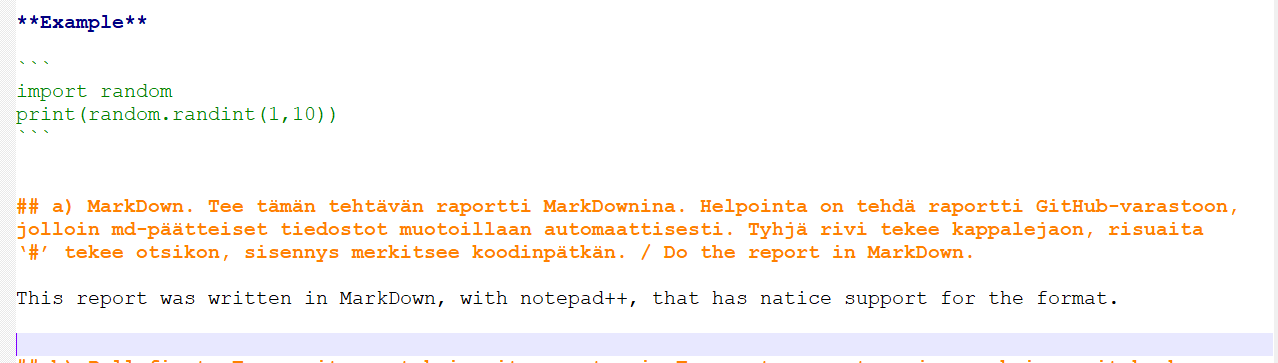 **Example**
```
import random
print(random.randint(1,10))
```
## a) MarkDown. Tee tämän tehtävän raportti MarkDownina. Helpointa on tehdä raportti GitHub-varastoon,
jolloin md-päätteiset tiedostot muotoillaan automaattisesti. Tyhjä rivi tekee kappalejaon, risuaita
‘#’ tekee otsikon, sisennys merkitsee koodinpätkän. / Do the report in MarkDown.
This report was written in MarkDown, with notepad++, that has natice support for the format.